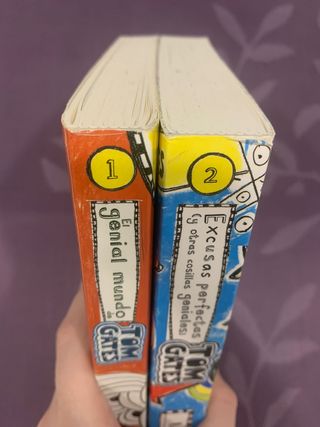 1
El
genial mundo
de
TOM
GATES
2
Excusas perfectas
(y otras cosillas geniales)
TOM
GATES